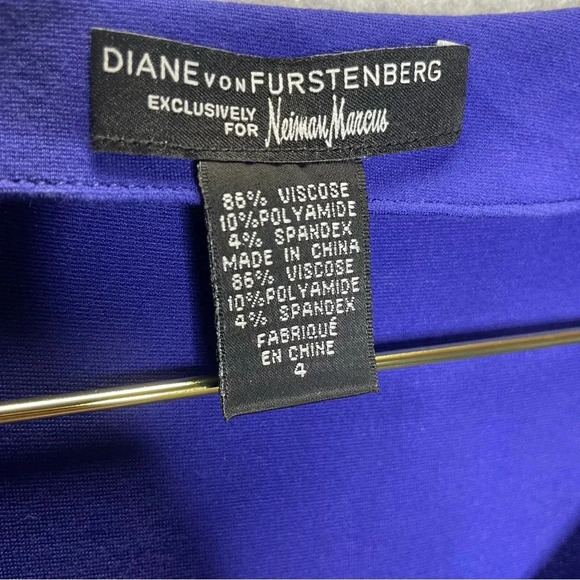 DIANE VON FURSTENBERG
EXCLUSIVELY FOR Neiman Marcus
86% VISCOSE
10% POLYAMIDE
4% SPANDEX
MADE IN CHINA
86% VISCOSE
10% POLYAMIDE
4% SPANDEX
FABRIQUÉ
EN CHINE
4